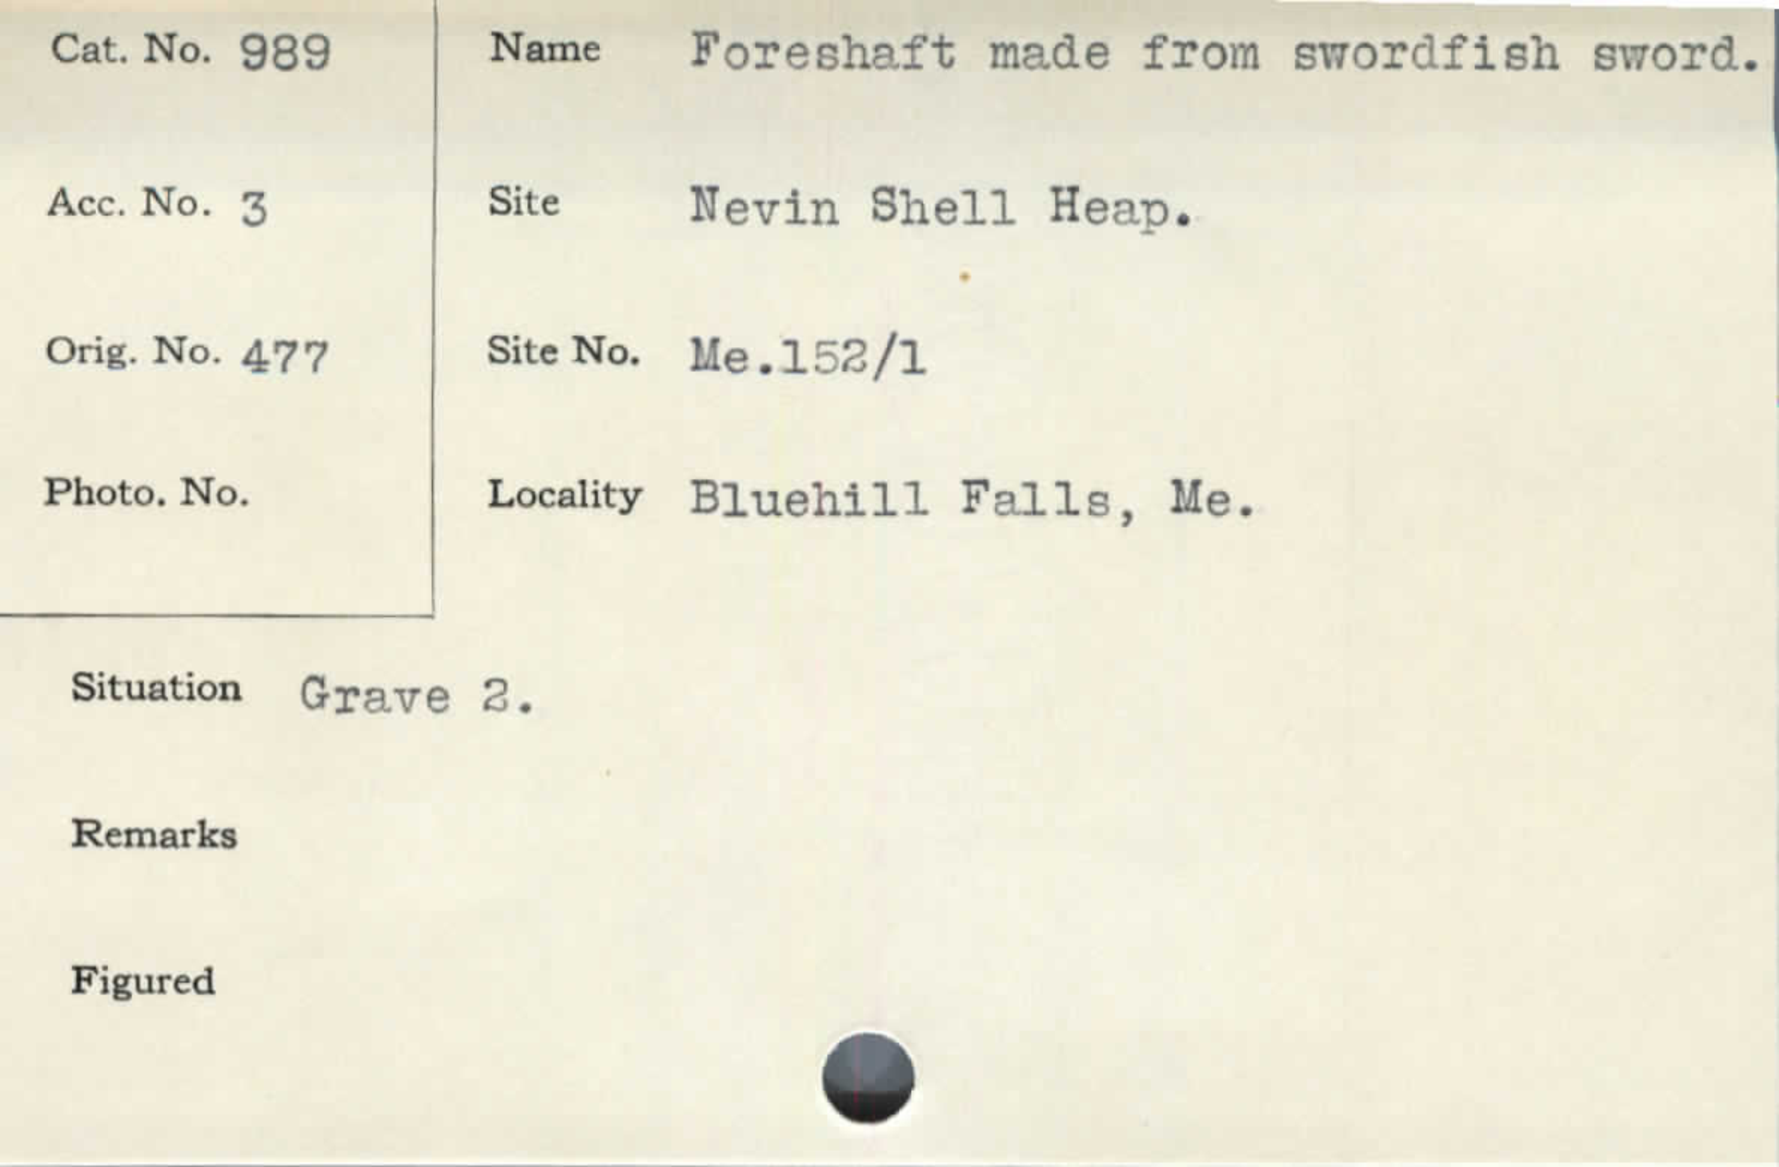 Cat. No. 989
Name Foreshaft made from swordfish sword.
Acc. No. 3
Site Nevin Shell Heap.
Orig. No. 477
Site No. Me.152/1
Photo. No.
Locality Bluehill Falls, Me.
Situation Grave 2.
Remarks
Figured